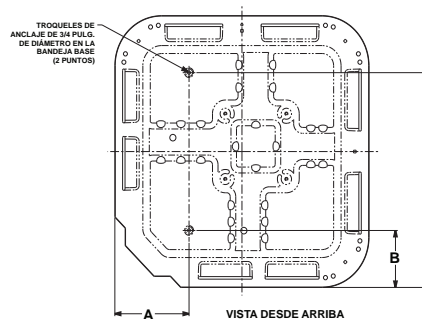 TROQUELES DE
ANCLAJE DE 3/4 PULG.
DE DIÁMETRO EN LA
BANDEJA BASE
(2 PUNTOS)
B
A
VISTA DESDE ARRIBA